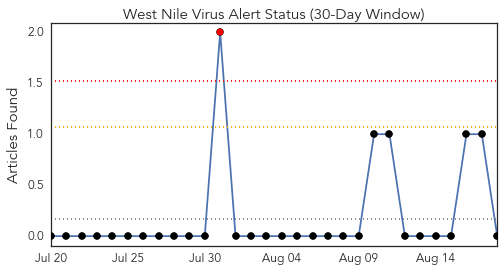 West Nile Virus Alert Status (30-Day Window)
Articles Found
2.0
1.5
1.0
0.5
0.0
Jul 20 Jul 25 Jul 30 Aug 04 Aug 09 Aug 14